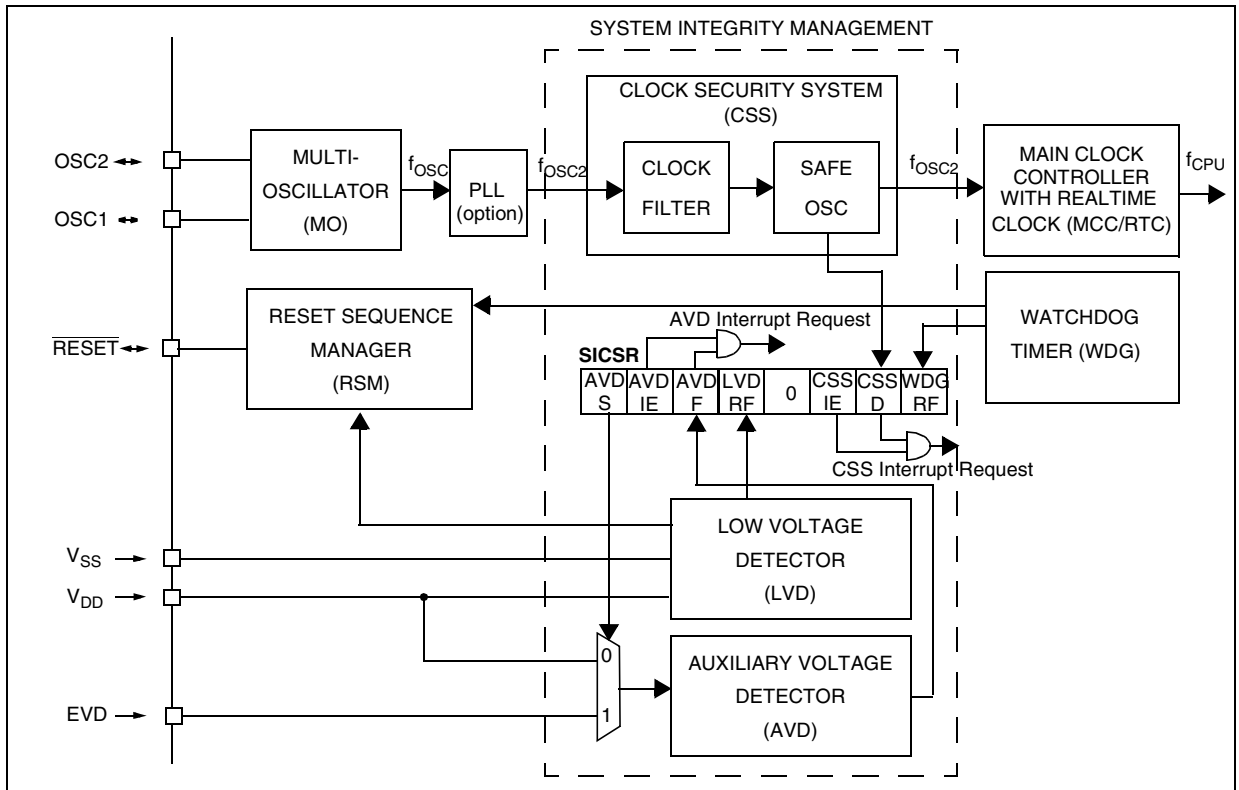 SYSTEM INTEGRITY MANAGEMENT
CLOCK SECURITY SYSTEM
(CSS)
OSC2
OSC1
MULTI-
OSCILLATOR
(MO)
fOSC
PLL
(option)
fOSC2
CLOCK
FILTER
SAFE
OSC
fOSC2
MAIN CLOCK
CONTROLLER
WITH REALTIME
CLOCK (MCC/RTC)
fCPU
RESET
RESET SEQUENCE
MANAGER
(RSM)
AVD Interrupt Request
WATCHDOG
TIMER (WDG)
SICSR
AVD
S
AVD
IE
AVD
F
LVD
RF
0
CSS
IE
CSS
D
WDG
RF
CSS Interrupt Request
VSS
VDD
LOW VOLTAGE
DETECTOR
(LVD)
0
1
EVD
AUXILIARY VOLTAGE
DETECTOR
(AVD)